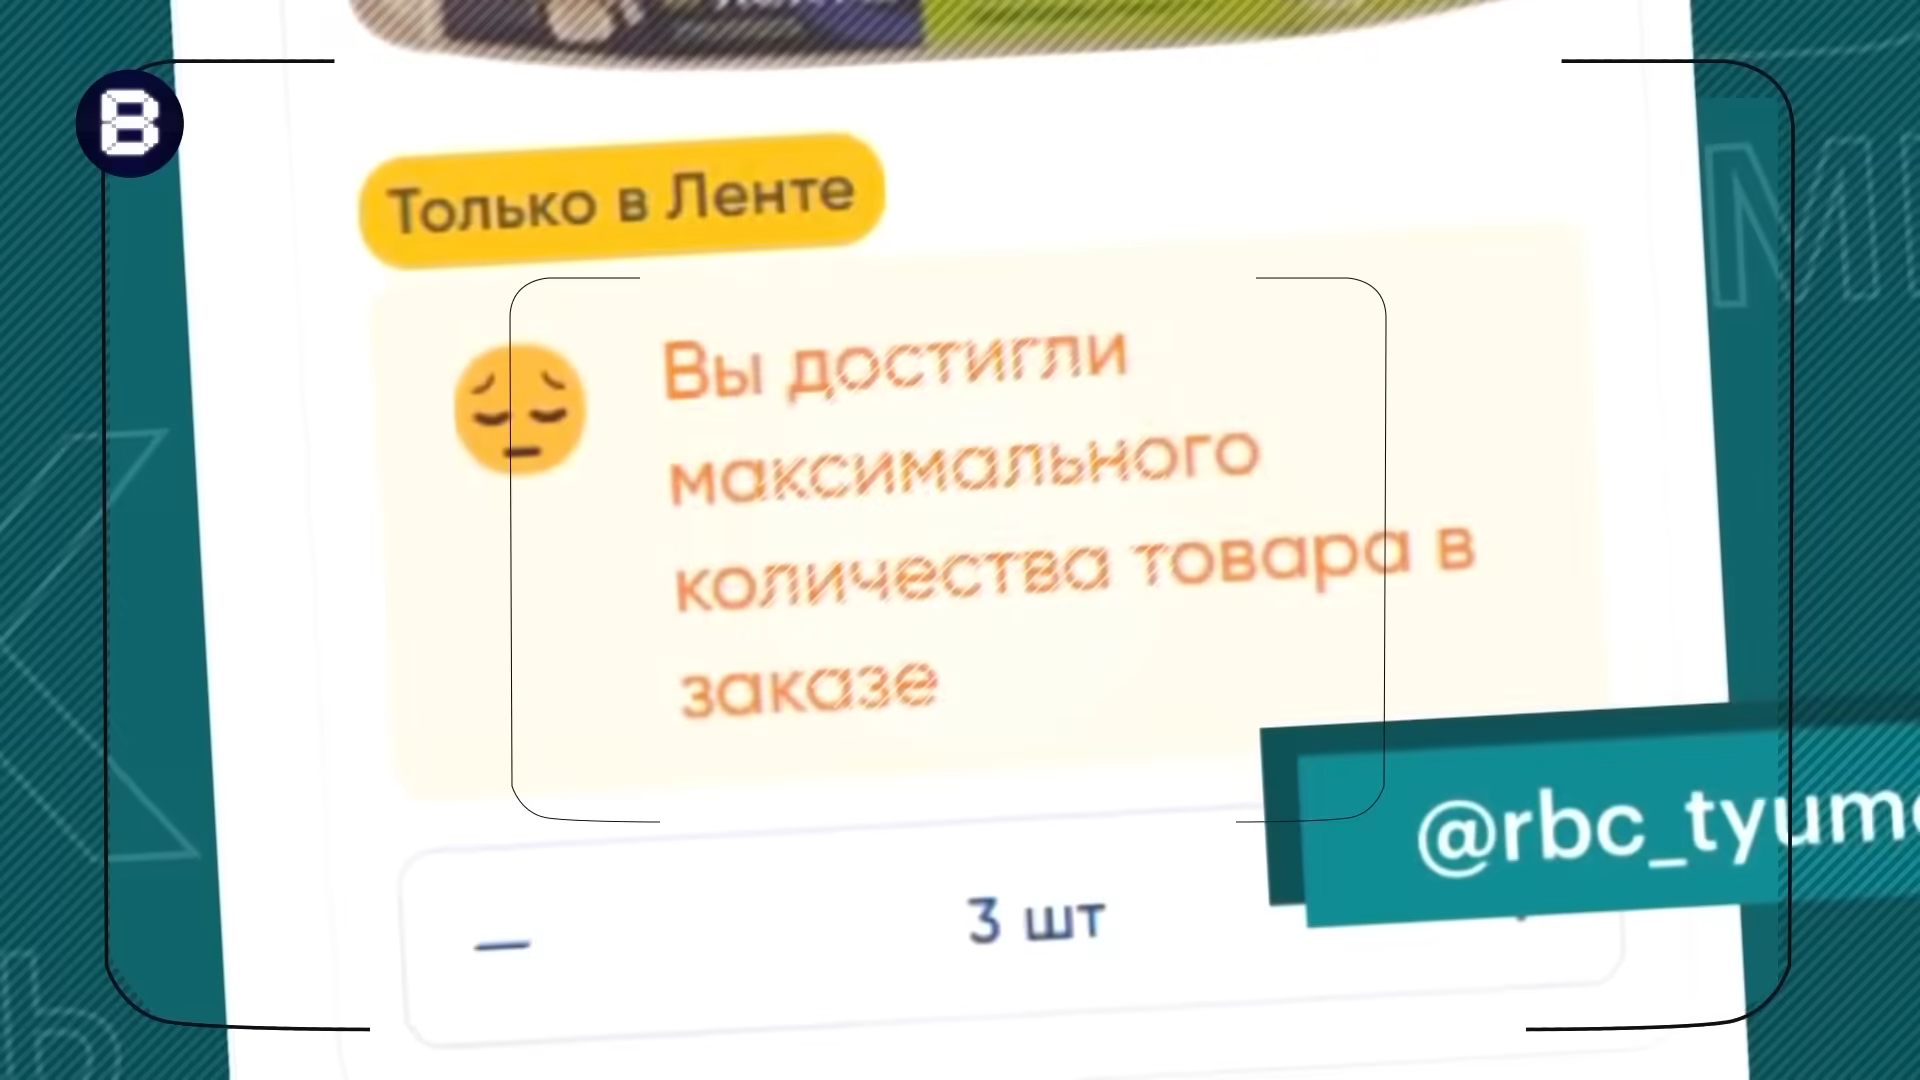 B
Только в Ленте
Вы достигли
максимального
количества товара в
заказе
3 шт
@rbc_tyum